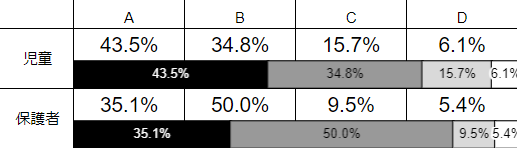 A B C D
児童 43.5% 34.8% 15.7% 6.1%
43.5% 34.8% 15.7% 6.1%
保護者 35.1% 50.0% 9.5% 5.4%
35.1% 50.0% 9.5% 5.4%